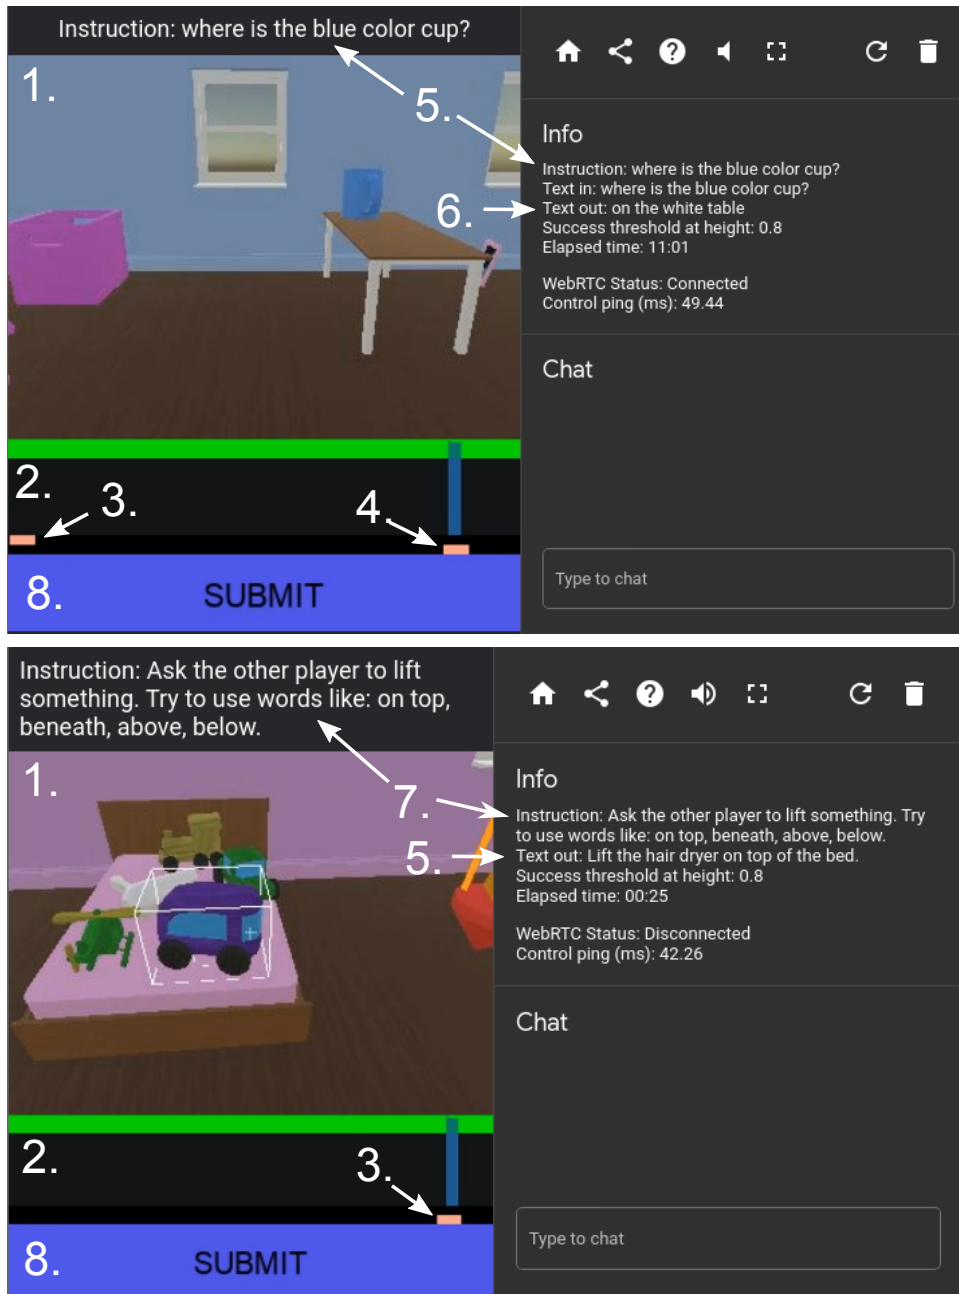 Instruction: where is the blue color cup?
1.
5.
2.
3.
4.
8.
SUBMIT
Info
Instruction: where is the blue color cup?
Text in: where is the blue color cup?
6.
Text out: on the white table
Success threshold at height: 0.8
Elapsed time: 11:01
WebRTC Status: Connected
Control ping (ms): 49.44
Chat
Type to chat
Instruction: Ask the other player to lift
something. Try to use words like: on top,
beneath, above, below.
1.
7.
5.
2.
3.
8.
SUBMIT
Info
Instruction: Ask the other player to lift something. Try
to use words like: on top, beneath, above, below.
Text out: Lift the hair dryer on top of the bed.
Success threshold at height: 0.8
Elapsed time: 00:25
WebRTC Status: Disconnected
Control ping (ms): 42.26
Chat
Type to chat